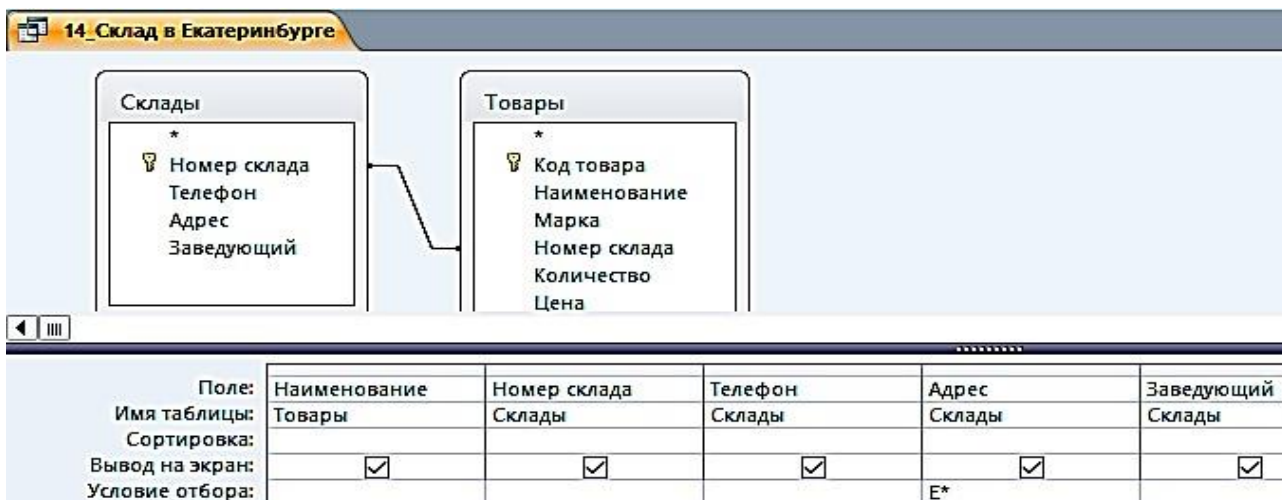 14_Склад в Екатеринбурге
Склады
*
Номер склада
Телефон
Адрес
Заведующий
Товары
*
Код товара
Наименование
Марка
Номер склада
Количество
Цена
Поле: Наименование Номер склада Телефон Адрес Заведующий
Имя таблицы: Товары Склады Склады Склады Склады
Сортировка:
Вывод на экран:
Условие отбора: Е*